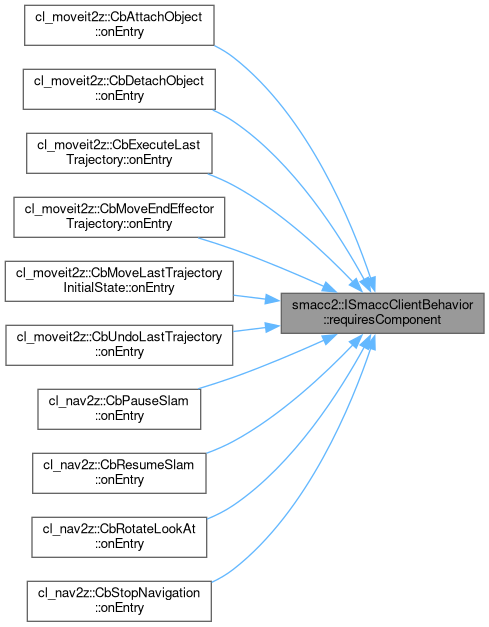 cl_moveit2z::CbAttachObject
::onEntry
cl_moveit2z::CbDetachObject
::onEntry
cl_moveit2z::CbExecuteLast
Trajectory::onEntry
cl_moveit2z::CbMoveEndEffector
Trajectory::onEntry
cl_moveit2z::CbMoveLastTrajectory
InitialState::onEntry
smacc2::ISmaccClientBehavior
::requiresComponent
cl_moveit2z::CbUndoLastTrajectory
::onEntry
cl_nav2z::CbPauseSlam
::onEntry
cl_nav2z::CbResumeSlam
::onEntry
cl_nav2z::CbRotateLookAt
::onEntry
cl_nav2z::CbStopNavigation
::onEntry